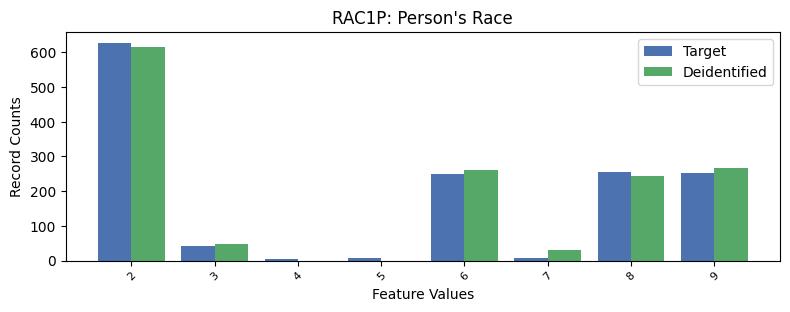 RAC1P: Person's Race
Target
Deidentified
Record Counts
600
500
400
300
200
100
0
2 3 4 5 6 7 8 9
Feature Values